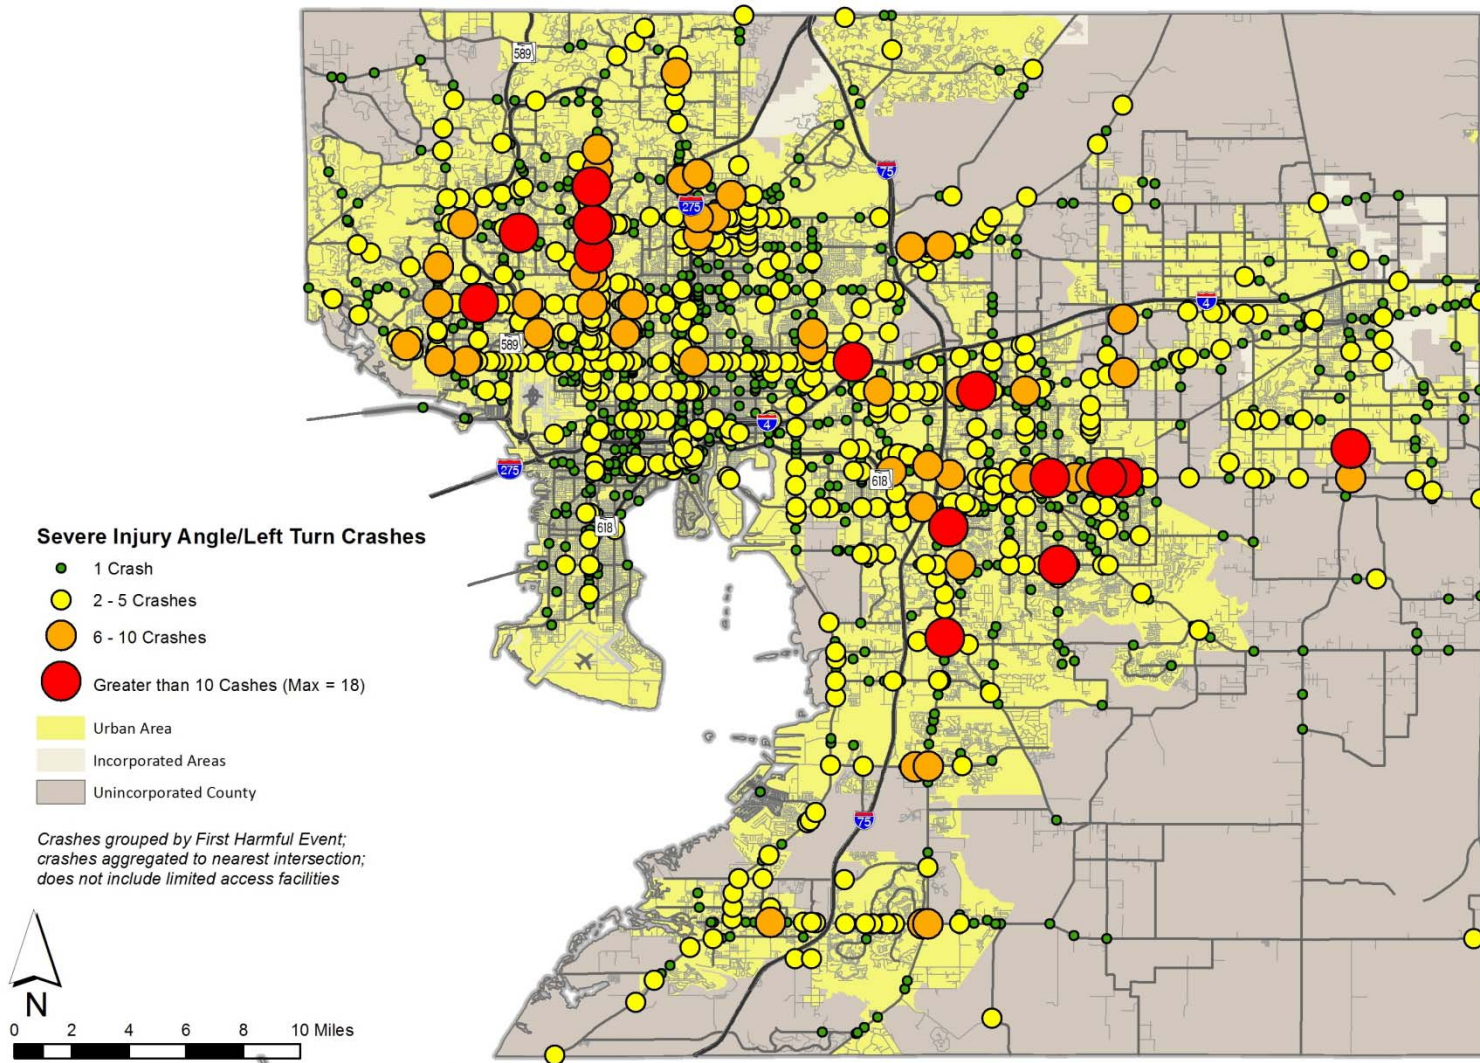 589
75
275
4
589
4
275
618
618
Severe Injury Angle/Left Turn Crashes
1 Crash
2 - 5 Crashes
6 - 10 Crashes
Greater than 10 Cashes (Max = 18)
Urban Area
Incorporated Areas
Unincorporated County
75
Crashes grouped by First Harmful Event;
crashes aggregated to nearest intersection;
does not include limited access facilities
N
0 2 4 6 8 10 Miles